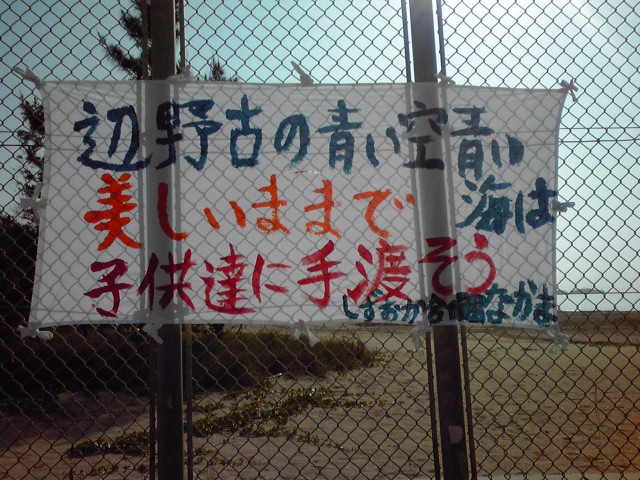 辺野古の青い空青い
海は
美しいままで
子供達に手渡そう
しずおか合唱団なかま